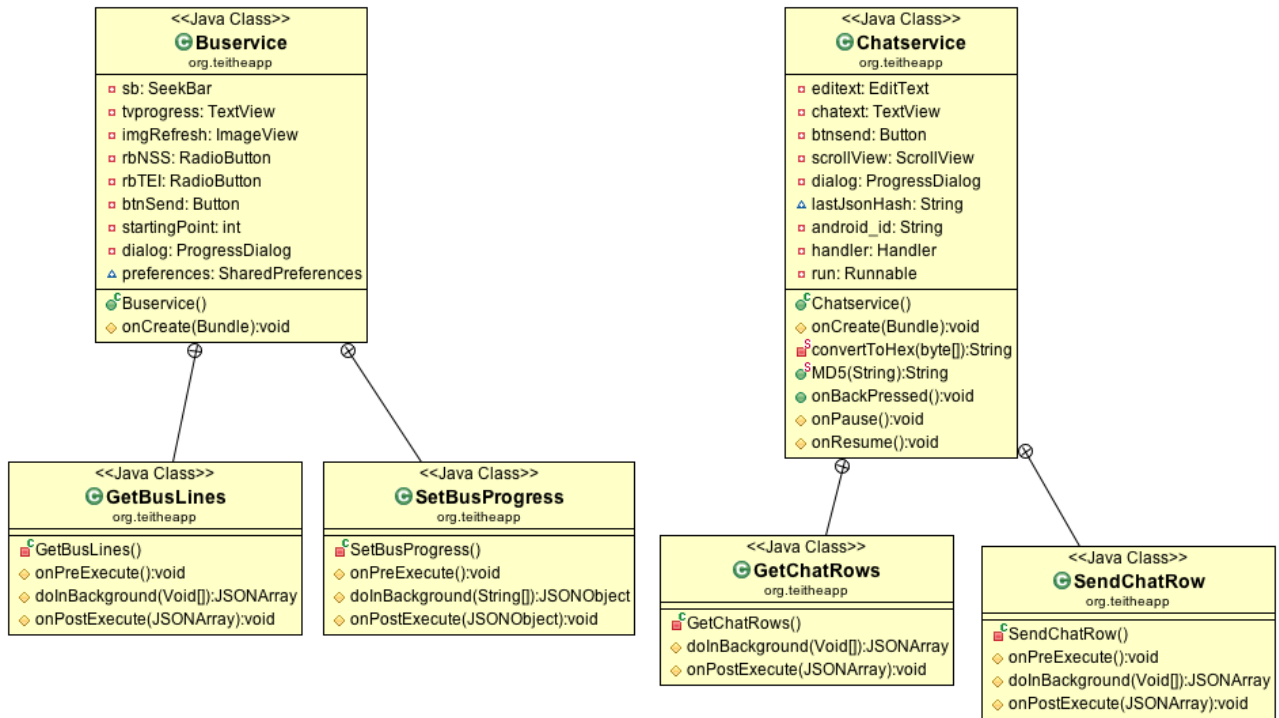 <<Java Class>>
Buservice
org.teitheapp
sb: SeekBar
tvprogress: TextView
imgRefresh: ImageView
rbNSS: RadioButton
rbTEI: RadioButton
btnSend: Button
startingPoint: int
dialog: ProgressDialog
preferences: SharedPreferences
Buservice()
onCreate(Bundle):void
<<Java Class>>
GetBusLines
org.teitheapp
GetBusLines()
onPreExecute():void
doInBackground(Void[]):JSONArray
onPostExecute(JSONArray):void
<<Java Class>>
SetBusProgress
org.teitheapp
SetBusProgress()
onPreExecute():void
doInBackground(String[]):JSONObject
onPostExecute(JSONObject):void
<<Java Class>>
Chatservice
org.teitheapp
editext: EditText
chatext: TextView
btnsend: Button
scrollView: ScrollView
dialog: ProgressDialog
lastJsonHash: String
android_id: String
handler: Handler
run: Runnable
Chatservice()
onCreate(Bundle):void
convertToHex(byte[]):String
MD5(String):String
onBackPressed():void
onPause():void
onResume():void
<<Java Class>>
GetChatRows
org.teitheapp
GetChatRows()
doInBackground(Void[]):JSONArray
onPostExecute(JSONArray):void
<<Java Class>>
SendChatRow
org.teitheapp
SendChatRow()
onPreExecute():void
doInBackground(Void[]):JSONArray
onPostExecute(JSONArray):void